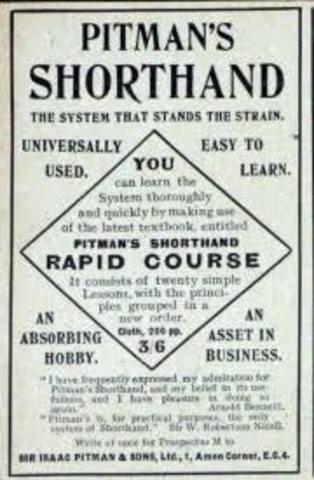 PITMAN'S
SHORTHAND
THE SYSTEM THAT STANDS THE STRAIN.
UNIVERSALLY
USED.
EASY TO
LEARN.
YOU
can learn the
System thoroughly
and quickly by making use
of the latest textbook, entitled
PITMAN'S SHORTHAND
RAPID COURSE
It consists of twenty simple
Lessons, with the princi-
ples grouped in a
new order.
Cloth, 200 pp.
3/6
AN
ABSORBING
HOBBY.
AN
ASSET IN
BUSINESS.
"I have frequently expressed my admiration for
Pitman's Shorthand, and my belief in its use-
fulness, and I have pleasure in doing so
again." Arnold Bennett.
"Pitman's is, for practical purposes, the only
system of Shorthand." Sir W. Robertson Nicoll.
Write at once for Prospectus M to
SIR ISAAC PITMAN & SONS, Ltd., 1, Amen Corner, E.C.4.